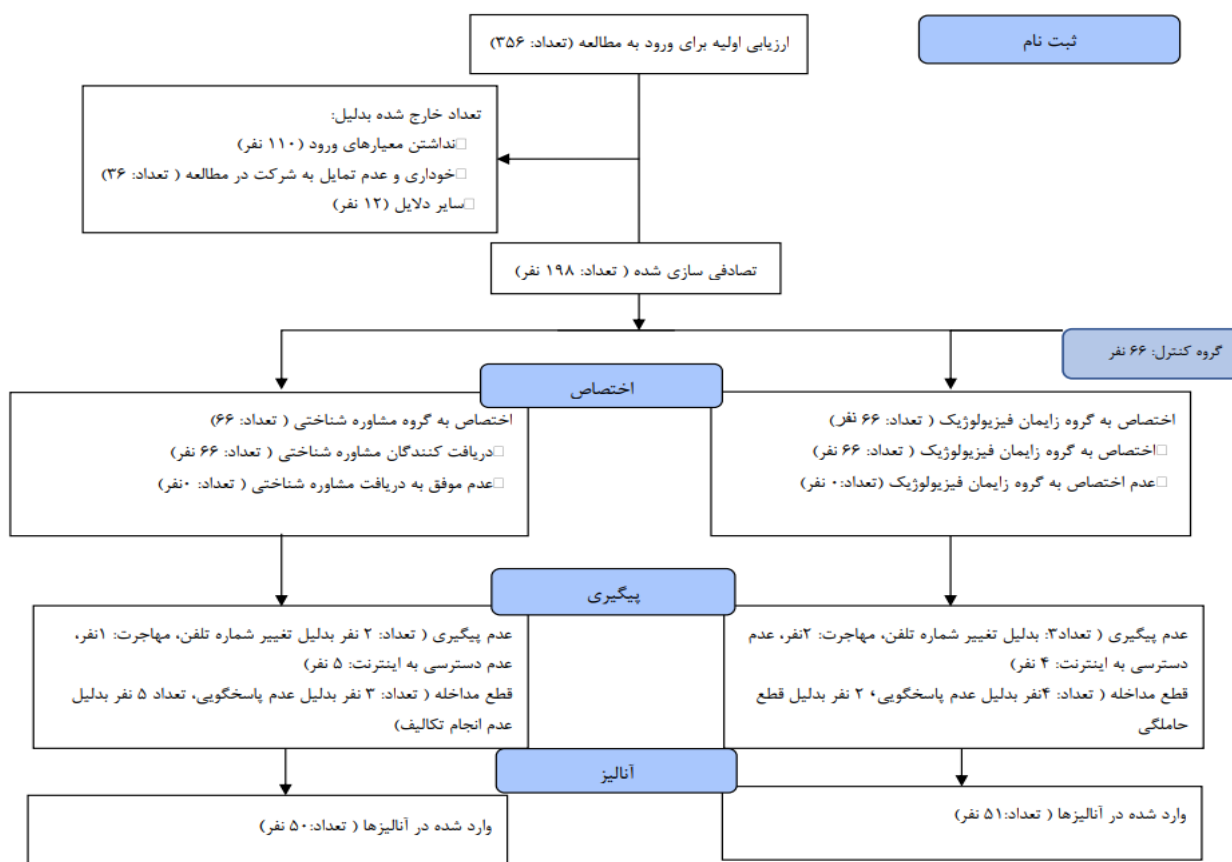 ثبت نام
ارزیابی اولیه برای ورود به مطالعه (تعداد: ۳۵۶)
تعداد خارج شده بدلیل:
□نداشتن معیارهای ورود (۱۱۰ نفر)
□خودداری و عدم تمایل به شرکت در مطالعه ( تعداد: ۳۶)
□سایر دلایل (۱۲ نفر)
تصادفی سازی شده ( تعداد: ۱۹۸ نفر)
گروه کنترل: ۶۶ نفر
اختصاص
اختصاص به گروه زایمان فیزیولوژیک ( تعداد: ۶۶ نفر)
□اختصاص به گروه زایمان فیزیولوژیک ( تعداد: ۶۶ نفر)
□عدم اختصاص به گروه زایمان فیزیولوژیک (تعداد:۰ نفر)
اختصاص به گروه مشاوره شناختی ( تعداد: ۶۶)
□دریافت کنندگان مشاوره شناختی ( تعداد: ۶۶ نفر)
□عدم موفق به دریافت مشاوره شناختی ( تعداد: ۰نفر)
پیگیری
عدم پیگیری ( تعداد۳: بدلیل تغییر شماره تلفن، مهاجرت: ۲نفر، عدم
دسترسی به اینترنت: ۴ نفر)
قطع مداخله ( تعداد: ۴نفر بدلیل عدم پاسخگویی، ۲ نفر بدلیل قطع
حاملگی
عدم پیگیری ( تعداد: ۲ نفر بدلیل تغییر شماره تلفن، مهاجرت: ۱نفر،
عدم دسترسی به اینترنت: ۵ نفر)
قطع مداخله ( تعداد: ۳ نفر بدلیل عدم پاسخگویی، تعداد ۵ نفر بدلیل
عدم انجام تکالیف)
آنالیز
وارد شده در آنالیزها ( تعداد:۵۱ نفر)
وارد شده در آنالیزها ( تعداد:۵۰ نفر)